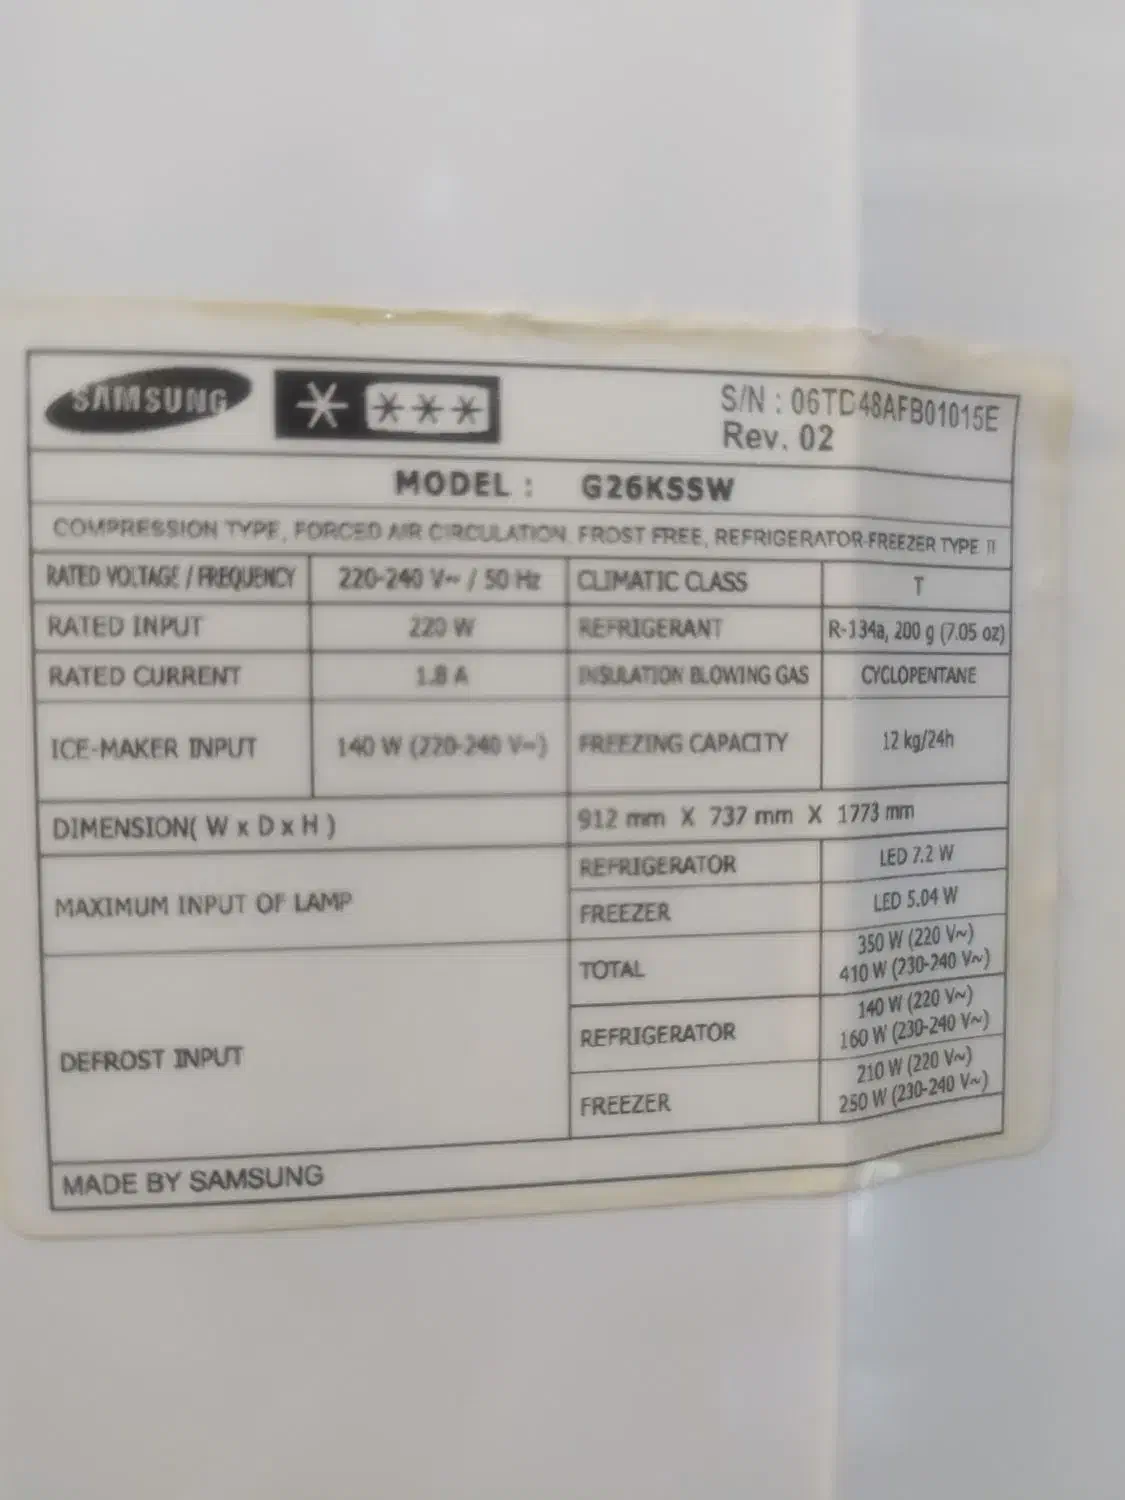 SAMSUNG
S/N : 06TD48AFB01015E
Rev. 02
MODEL : G26KSSW
COMPRESSION TYPE, FORCED AIR CIRCULATION, FROST FREE, REFRIGERATOR-FREEZER TYPE II
RATED VOLTAGE / FREQUENCY 220-240 V~ / 50 Hz CLIMATIC CLASS T
RATED INPUT 220 W REFRIGERANT R-134a, 200 g (7.05 oz)
RATED CURRENT 1.8 A INSULATION BLOWING GAS CYCLOPENTANE
ICE-MAKER INPUT 140 W (220-240 V~) FREEZING CAPACITY 12 kg/24h
DIMENSION( W x D x H ) 912 mm X 737 mm X 1773 mm
MAXIMUM INPUT OF LAMP
REFRIGERATOR LED 7.2 W
FREEZER LED 5.04 W
DEFROST INPUT
TOTAL 350 W (220 V~)
410 W (230-240 V~)
REFRIGERATOR 140 W (220 V~)
160 W (230-240 V~)
FREEZER 210 W (220 V~)
250 W (230-240 V~)
MADE BY SAMSUNG